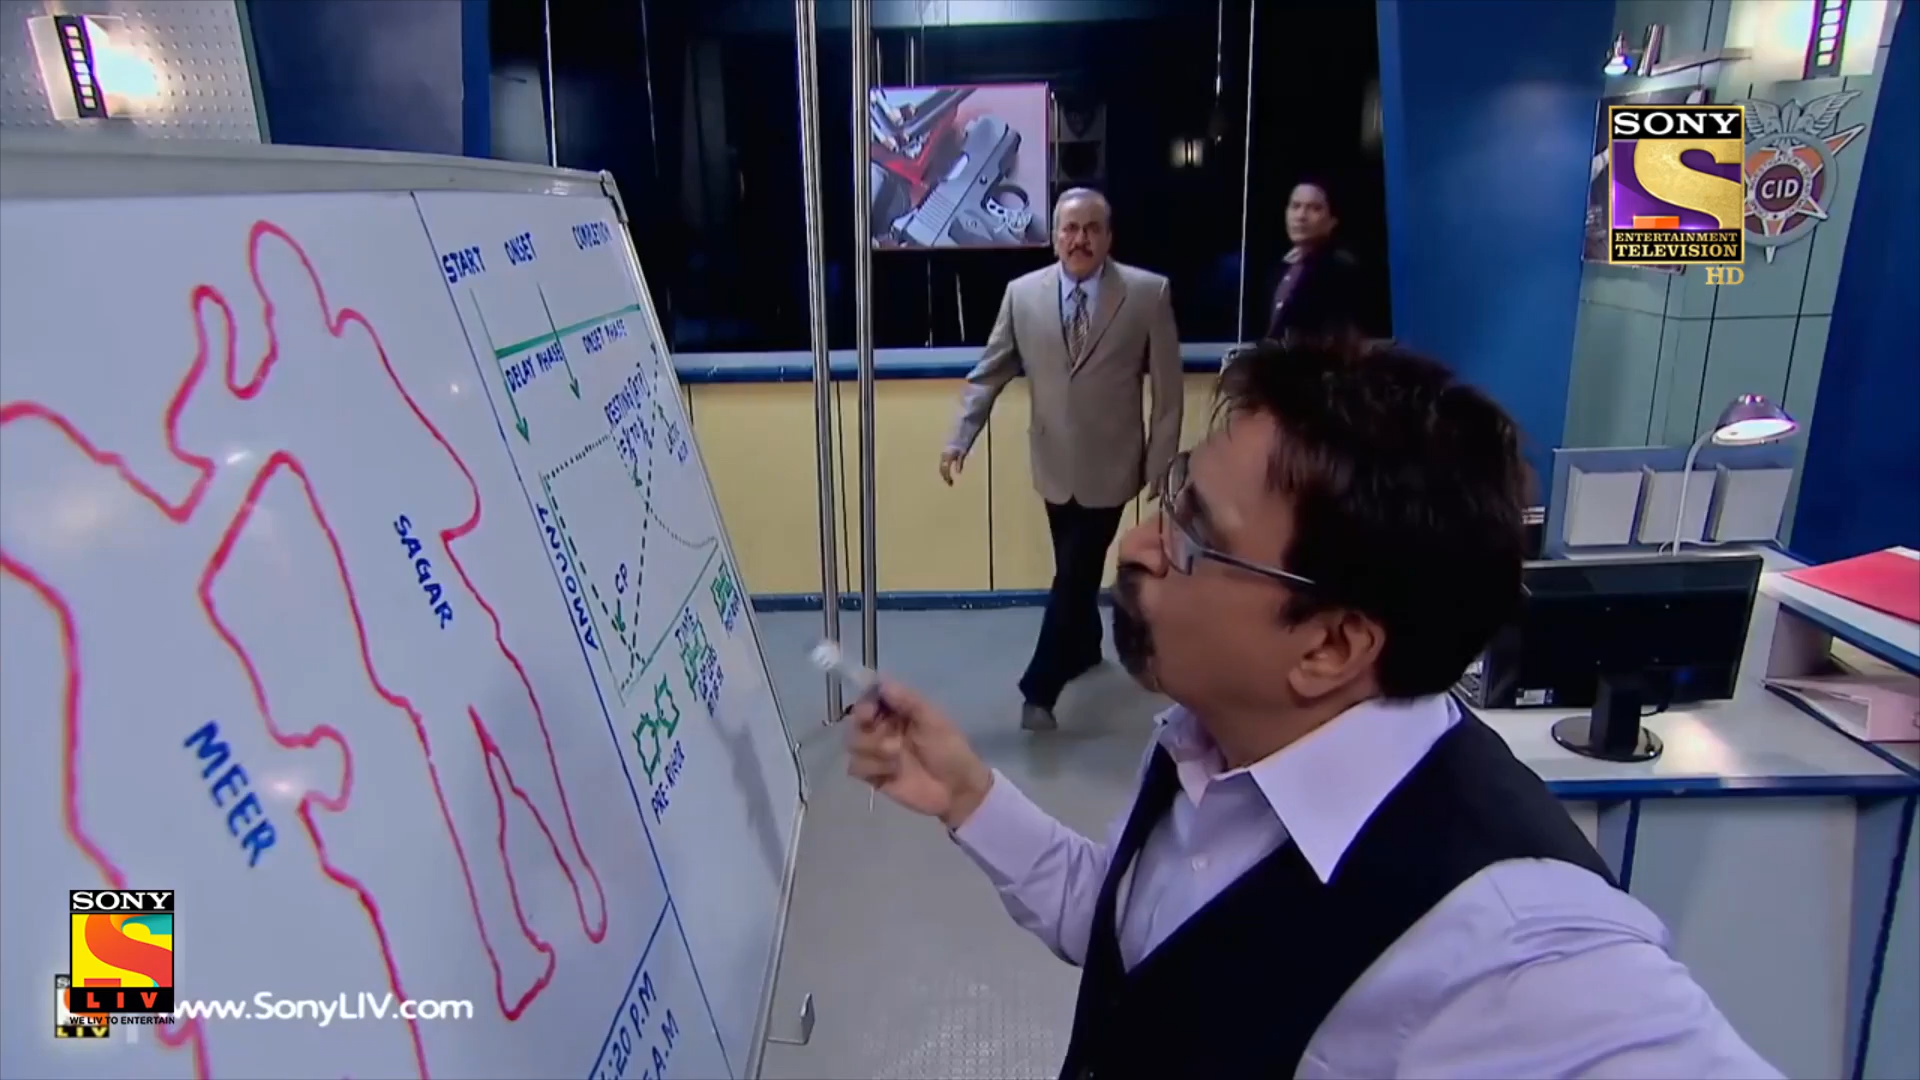 START ONSET COMPLETION
DELAY PHASE
ONSET PHASE
AMOUNT
CP
TIME
PRE-RIGOR
SAGAR
MEER
:20 P.M
A.M
CID
SONY
ENTERTAINMENT
TELEVISION
HD
SONY
LIV
WE LIV TO ENTERTAIN
www.SonyLIV.com